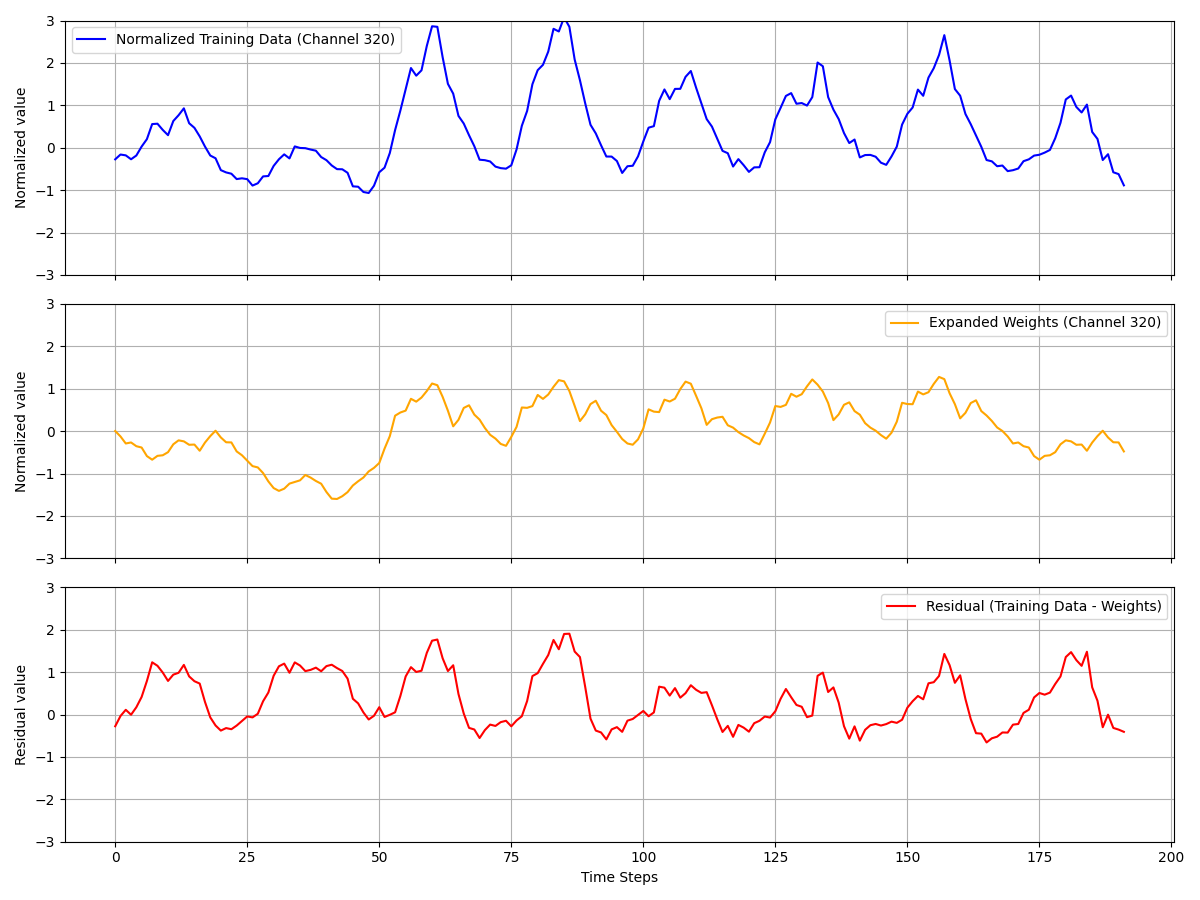 3
2
1
0
−1
−2
−3
Normalized value
Normalized Training Data (Channel 320)
3
2
1
0
−1
−2
−3
Normalized value
Expanded Weights (Channel 320)
3
2
1
0
−1
−2
−3
Residual value
Residual (Training Data - Weights)
0 25 50 75 100 125 150 175 200
Time Steps